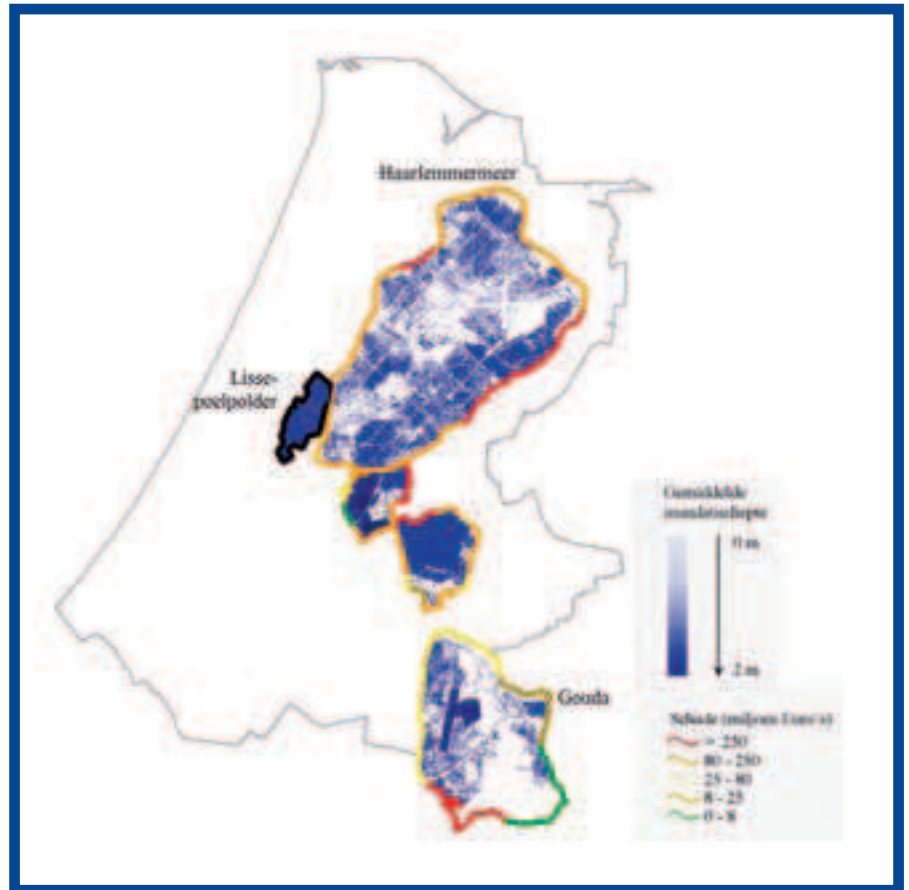 Haarlemmermeer
Lisse-
poelpolder
Gemiddelde
inundatiediepte
0 m
2 m
Gouda
Schade (miljoen Euro's)
> 250
80 - 250
25 - 80
8 - 25
0 - 8